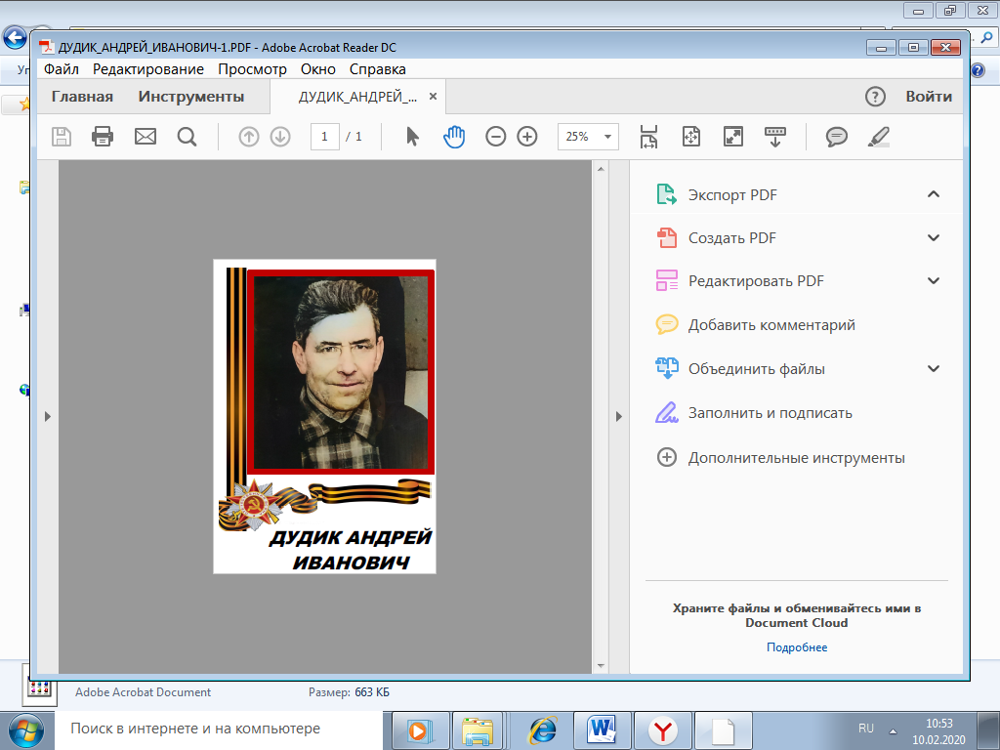 ДУДИК_АНДРЕЙ_ИВАНОВИЧ-1.PDF - Adobe Acrobat Reader DC
Файл Редактирование Просмотр Окно Справка
Главная Инструменты ДУДИК_АНДРЕЙ_... × Войти
1 / 1 25%
Экспорт PDF
Создать PDF
Редактировать PDF
Добавить комментарий
Объединить файлы
Заполнить и подписать
Дополнительные инструменты
ДУДИК АНДРЕЙ
ИВАНОВИЧ
Храните файлы и обменивайтесь ими в
Document Cloud
Подробнее
Adobe Acrobat Document Размер: 663 КБ
Поиск в интернете и на компьютере
RU 10:53
10.02.2020